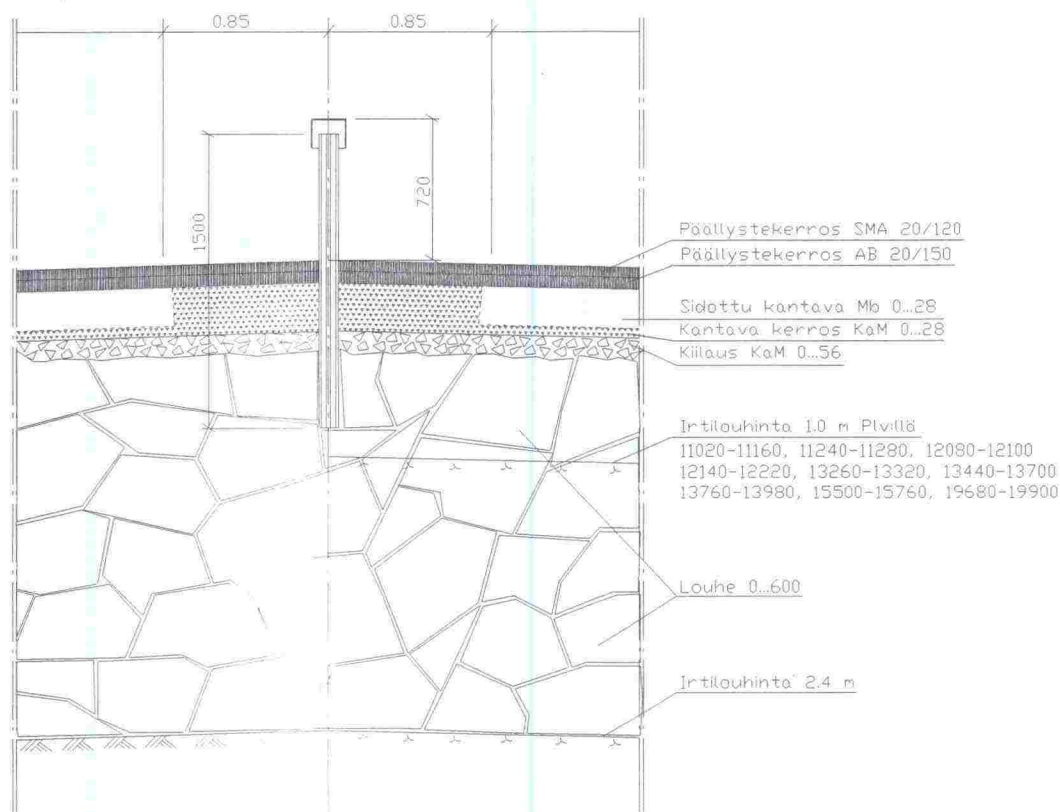 0.85
0.85
1500
720
Päällystekerros SMA 20/120
Päällystekerros AB 20/150
Sidottu kantava Mb 0...28
Kantava kerros KaM 0...28
Kiilaus KaM 0...56
Irtilouhinta 1.0 m Plv:illä
11020-11160, 11240-11280, 12080-12100
12140-12220, 13260-13320, 13440-13700
13760-13980, 15500-15760, 19680-19900
Louhe 0...600
Irtilouhinta 2.4 m